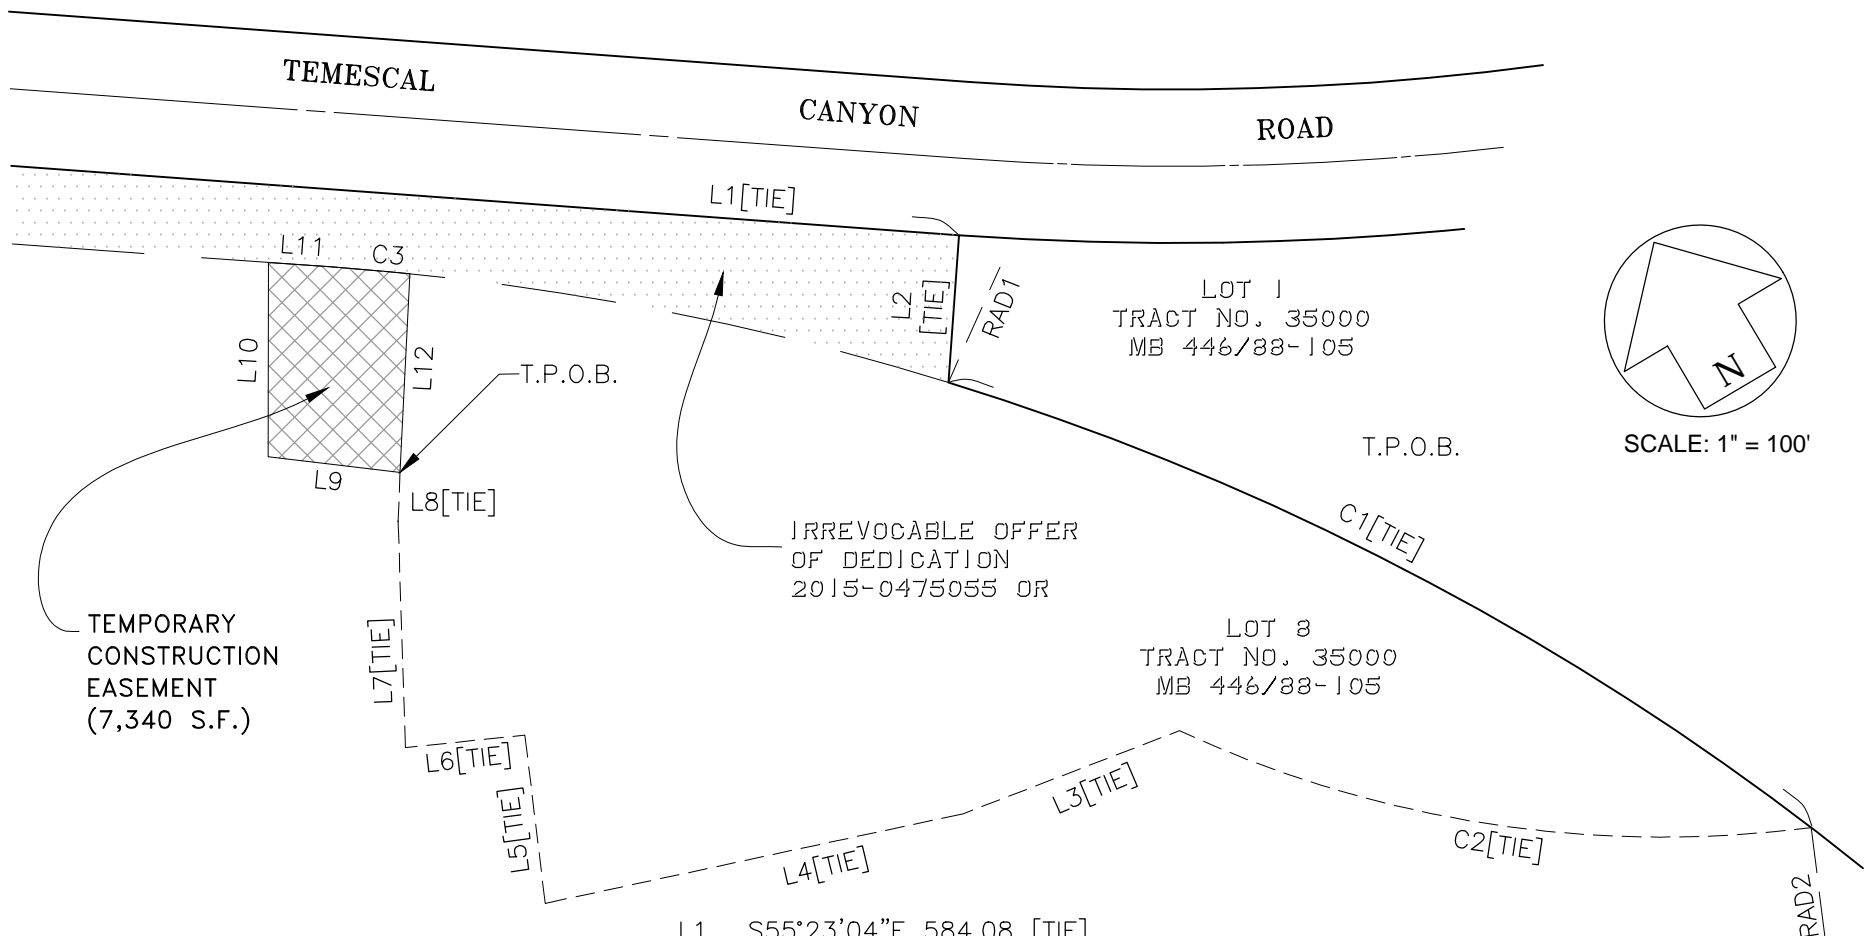 TEMESCAL CANYON ROAD
L1[TIE]
L11
C3
L2
[TIE]
RAD1
LOT 1
TRACT NO. 35000
MB 446/88-105
N
SCALE: 1" = 100'
L10
L12
T.P.O.B.
T.P.O.B.
L9
L8[TIE]
C1[TIE]
IRREVOCABLE OFFER
OF DEDICATION
2015-0475055 OR
TEMPORARY
CONSTRUCTION
EASEMENT
(7,340 S.F.)
L7[TIE]
LOT 8
TRACT NO. 35000
MB 446/88-105
L6[TIE]
L5[TIE]
L3[TIE]
L4[TIE]
C2[TIE]
RAD2
L1 S55°23'04"E 584.08 [TIE]